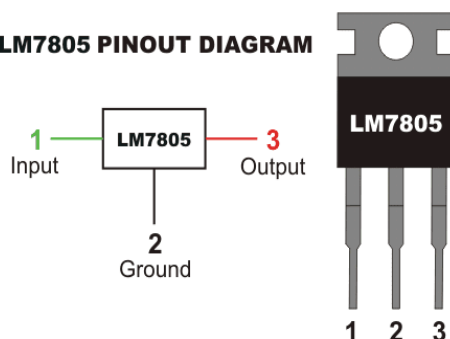 LM7805 PINOUT DIAGRAM
LM7805
1
Input
LM7805
3
Output
2
Ground
1 2 3